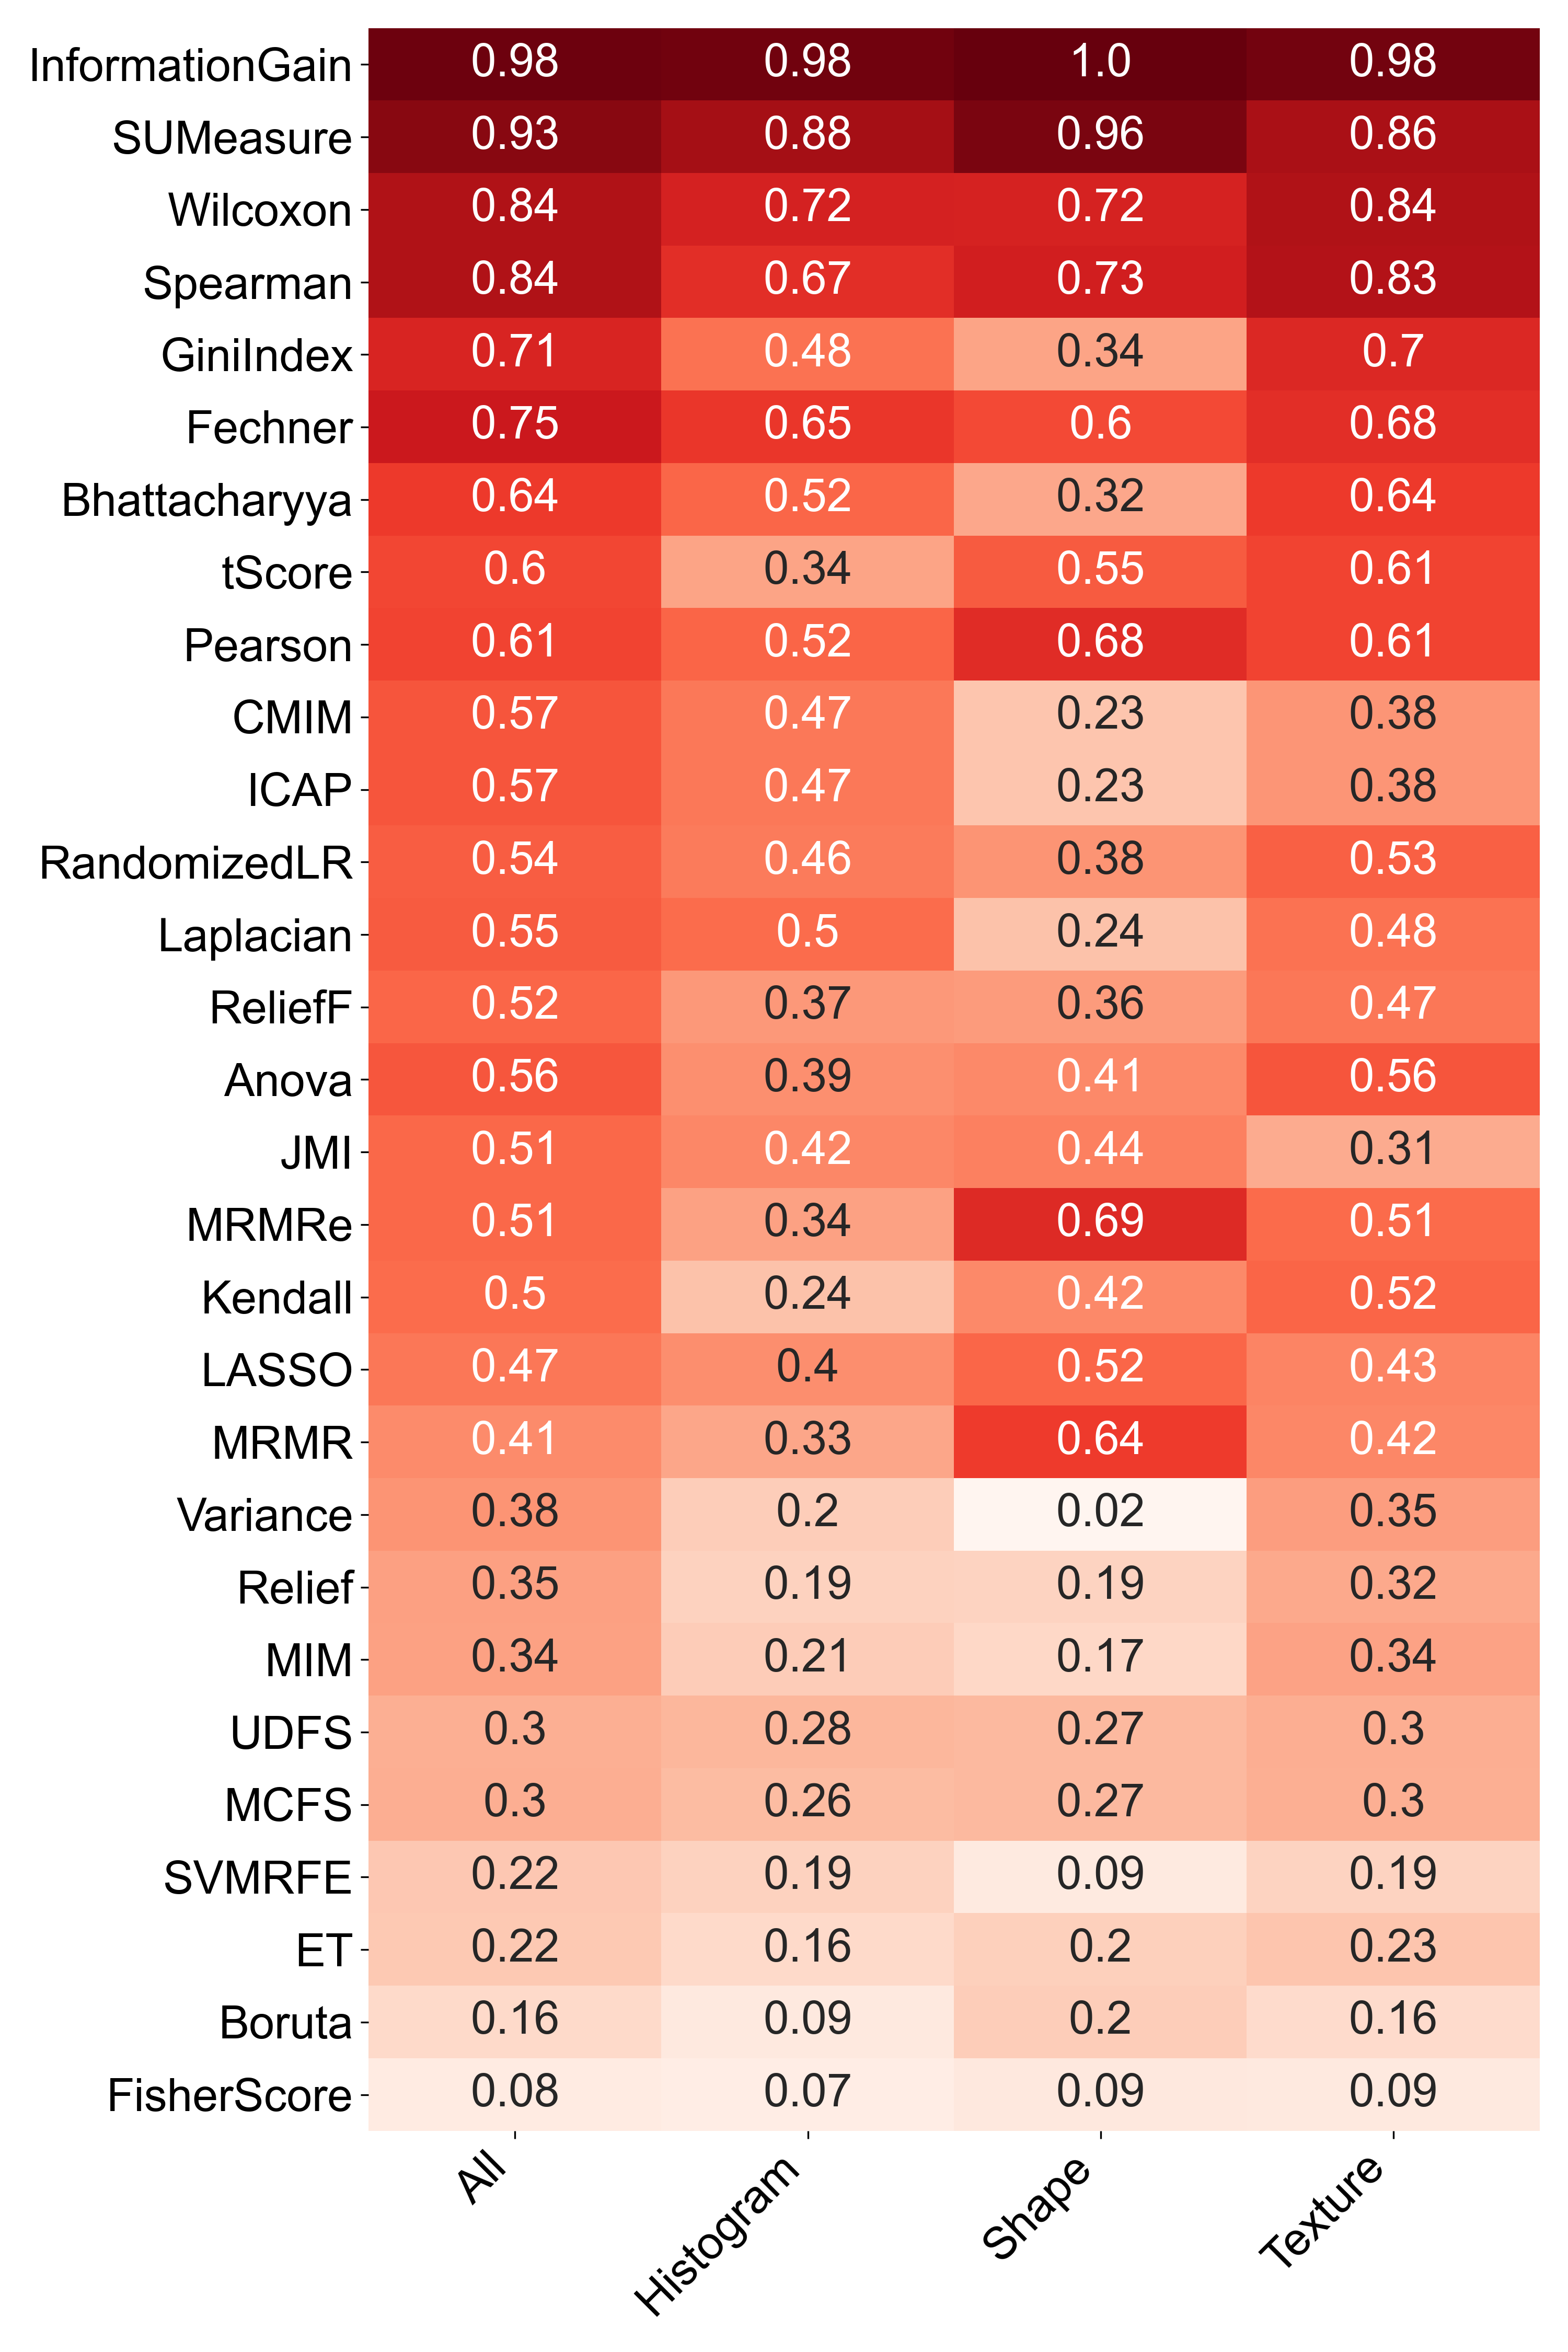 InformationGain 0.98 0.98 1.0 0.98
SUMeasure 0.93 0.88 0.96 0.86
Wilcoxon 0.84 0.72 0.72 0.84
Spearman 0.84 0.67 0.73 0.83
GiniIndex 0.71 0.48 0.34 0.7
Fechner 0.75 0.65 0.6 0.68
Bhattacharyya 0.64 0.52 0.32 0.64
tScore 0.6 0.34 0.55 0.61
Pearson 0.61 0.52 0.68 0.61
CMIM 0.57 0.47 0.23 0.38
ICAP 0.57 0.47 0.23 0.38
RandomizedLR 0.54 0.46 0.38 0.53
Laplacian 0.55 0.5 0.24 0.48
ReliefF 0.52 0.37 0.36 0.47
Anova 0.56 0.39 0.41 0.56
JMI 0.51 0.42 0.44 0.31
MRMRe 0.51 0.34 0.69 0.51
Kendall 0.5 0.24 0.42 0.52
LASSO 0.47 0.4 0.52 0.43
MRMR 0.41 0.33 0.64 0.42
Variance 0.38 0.2 0.02 0.35
Relief 0.35 0.19 0.19 0.32
MIM 0.34 0.21 0.17 0.34
UDFS 0.3 0.28 0.27 0.3
MCFS 0.3 0.26 0.27 0.3
SVMRFE 0.22 0.19 0.09 0.19
ET 0.22 0.16 0.2 0.23
Boruta 0.16 0.09 0.2 0.16
FisherScore 0.08 0.07 0.09 0.09
All Histogram Shape Texture